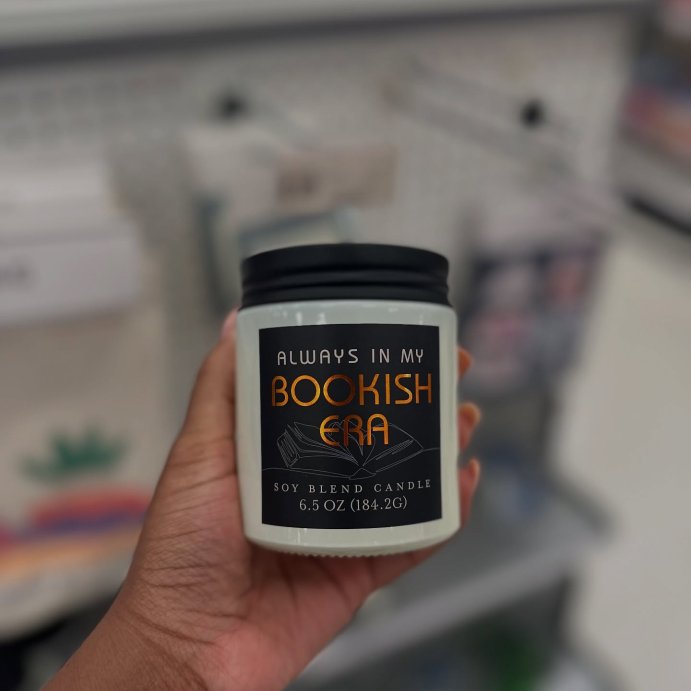 ALWAYS IN MY
BOOKISH
ERA
SOY BLEND CANDLE
6.5 OZ (184.2G)